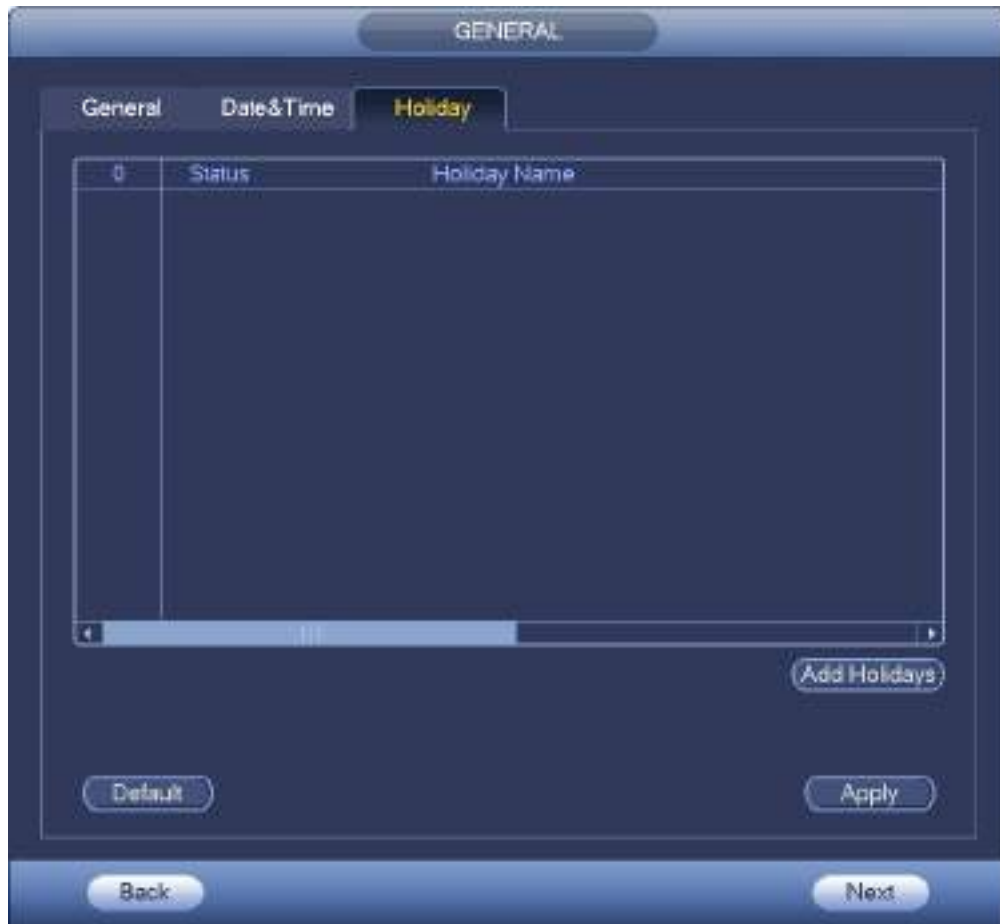 GENERAL
General Date&Time Holiday
0 Status Holiday Name
Add Holidays
Default Apply
Back Next